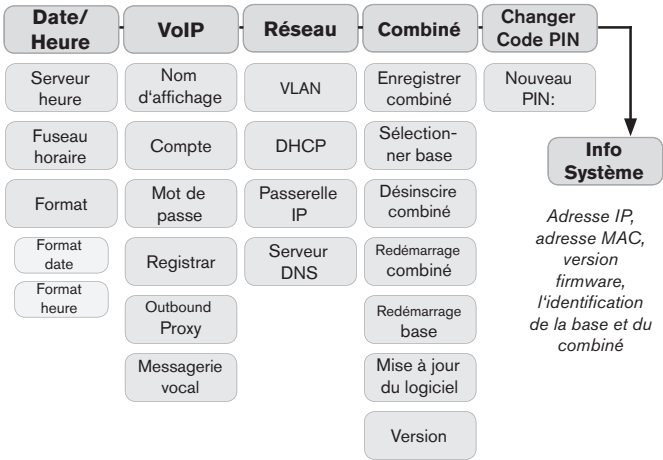 Date/
Heure
VoIP
Réseau
Combiné
Changer
Code PIN
Serveur
heure
Fuseau
horaire
Format
Format
date
Format
heure
Nom
d'affichage
Compte
Mot de
passe
Registrar
Outbound
Proxy
Messagerie
vocal
VLAN
DHCP
Passerelle
IP
Serveur
DNS
Enregistrer
combiné
Sélection-
ner base
Désinscire
combiné
Redémarrage
combiné
Redémarrage
base
Mise à jour
du logiciel
Version
Nouveau
PIN:
Info
Système
Adresse IP,
adresse MAC,
version
firmware,
l'identification
de la base et du
combiné